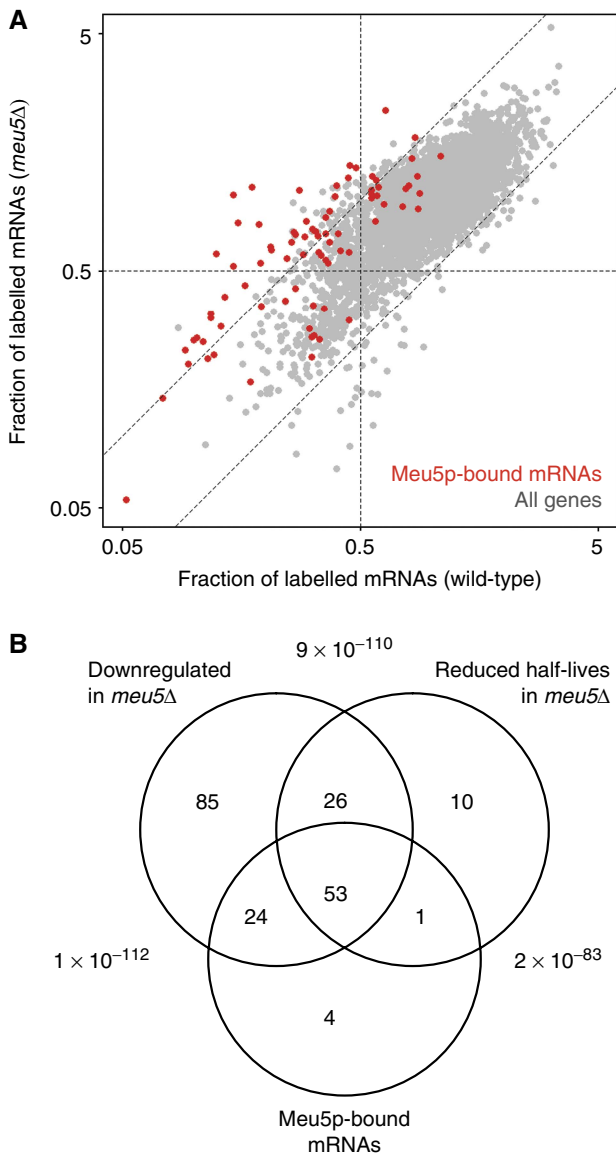 A
5
0.5
0.05
Fraction of labelled mRNAs (meu5Δ)
Meu5p-bound mRNAs
All genes
0.05
0.5
5
Fraction of labelled mRNAs (wild-type)
B
9 × 10⁻¹¹⁰
Downregulated
in meu5Δ
Reduced half-lives
in meu5Δ
85
26
10
53
24
1
1 × 10⁻¹¹²
2 × 10⁻⁸³
4
Meu5p-bound
mRNAs